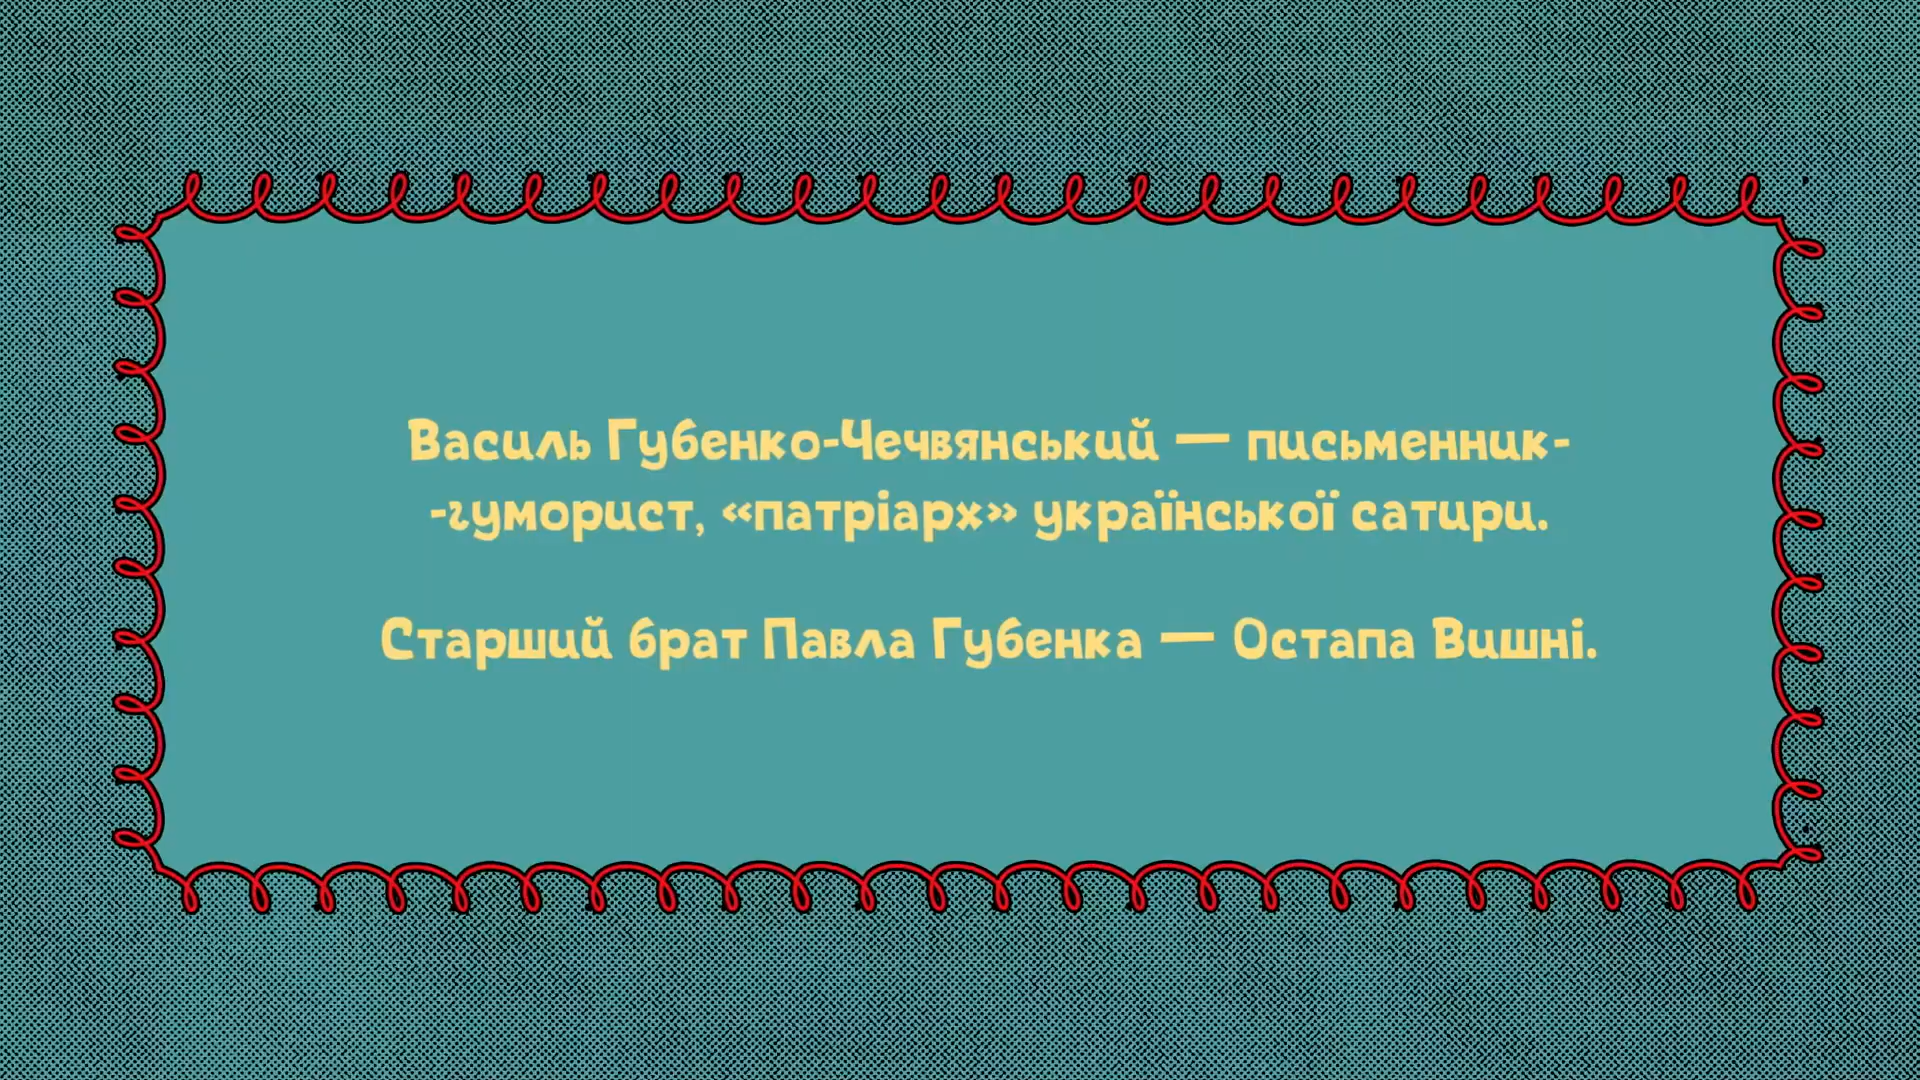 Василь Губенко-Чечвянський — письменник-
-гуморист, «патріарх» української сатири.
Старший брат Павла Губенка — Остапа Вишні.